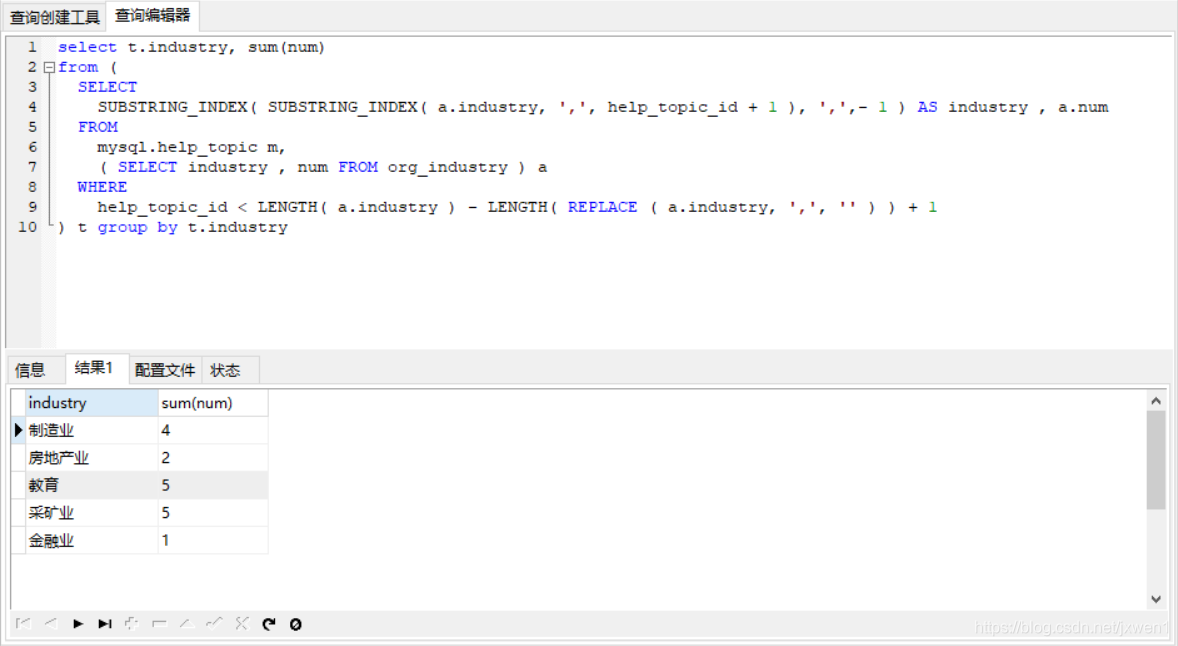 查询创建工具 查询编辑器
1 select t.industry, sum(num)
2 from (
3 SELECT
4 SUBSTRING_INDEX( SUBSTRING_INDEX( a.industry, ',', help_topic_id + 1 ), ',',- 1 ) AS industry , a.num
5 FROM
6 mysql.help_topic m,
7 ( SELECT industry , num FROM org_industry ) a
8 WHERE
9 help_topic_id < LENGTH( a.industry ) - LENGTH( REPLACE ( a.industry, ',', '' ) ) + 1
10 ) t group by t.industry
信息 结果1 配置文件 状态
industry sum(num)
制造业 4
房地产业 2
教育 5
采矿业 5
金融业 1
https://blog.csdn.net/jxwen1